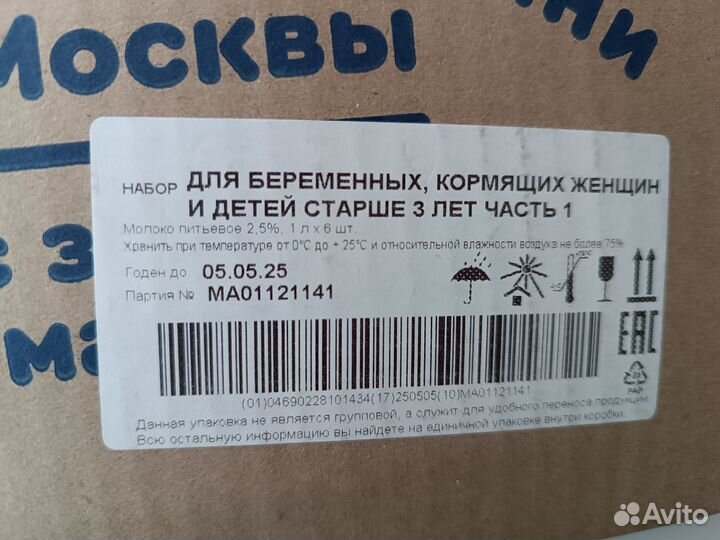 Москвы
НАБОР ДЛЯ БЕРЕМЕННЫХ, КОРМЯЩИХ ЖЕНЩИН
И ДЕТЕЙ СТАРШЕ 3 ЛЕТ ЧАСТЬ 1
Молоко питьевое 2,5%, 1 л х 6 шт.
Хранить при температуре от 0°С до + 25°С и относительной влажности воздуха не более 75%
Годен до 05.05.25
Партия № МА01121141
EAC
20
PAP
(01)04690228101434(17)250505(10)MA01121141
Данная упаковка не является групповой, а служит для удобного переноса продукции.
Всю остальную информацию вы найдете на единичной упаковке внутри коробки.
Avito